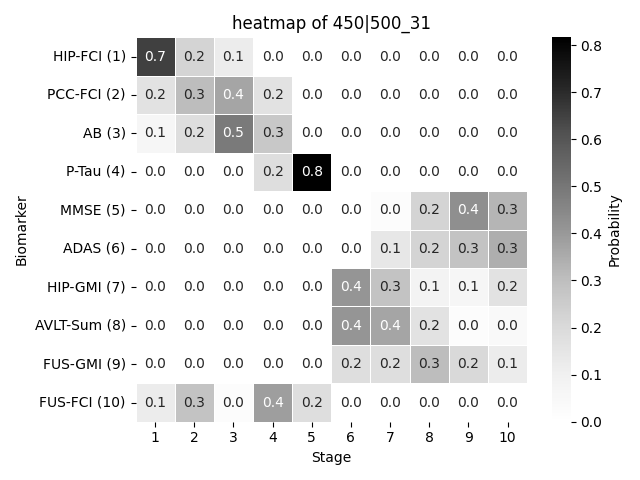 heatmap of 450|500_31
HIP-FCI (1) 0.7 0.2 0.1 0.0 0.0 0.0 0.0 0.0 0.0 0.0
PCC-FCI (2) 0.2 0.3 0.4 0.2 0.0 0.0 0.0 0.0 0.0 0.0
AB (3) 0.1 0.2 0.5 0.3 0.0 0.0 0.0 0.0 0.0 0.0
P-Tau (4) 0.0 0.0 0.0 0.2 0.8 0.0 0.0 0.0 0.0 0.0
MMSE (5) 0.0 0.0 0.0 0.0 0.0 0.0 0.0 0.2 0.4 0.3
ADAS (6) 0.0 0.0 0.0 0.0 0.0 0.0 0.1 0.2 0.3 0.3
HIP-GMI (7) 0.0 0.0 0.0 0.0 0.0 0.4 0.3 0.1 0.1 0.2
AVLT-Sum (8) 0.0 0.0 0.0 0.0 0.0 0.4 0.4 0.2 0.0 0.0
FUS-GMI (9) 0.0 0.0 0.0 0.0 0.0 0.2 0.2 0.3 0.2 0.1
FUS-FCI (10) 0.1 0.3 0.0 0.4 0.2 0.0 0.0 0.0 0.0 0.0
1 2 3 4 5 6 7 8 9 10
Stage
Biomarker
0.8
0.7
0.6
0.5
0.4
0.3
0.2
0.1
0.0
Probability